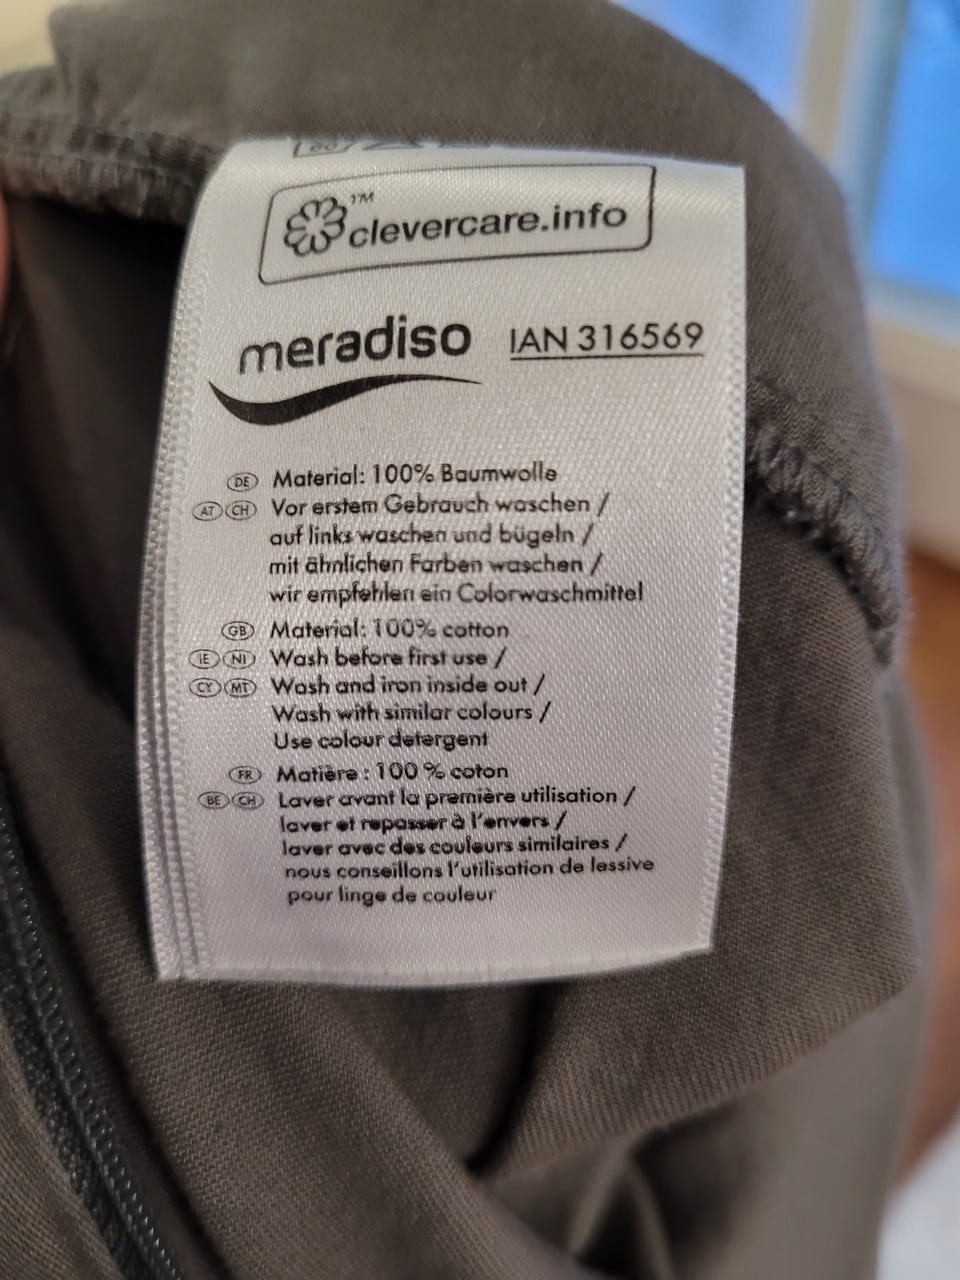 60
™clevercare.info
meradiso IAN 316569
DE Material: 100% Baumwolle
AT CH Vor erstem Gebrauch waschen /
auf links waschen und bügeln /
mit ähnlichen Farben waschen /
wir empfehlen ein Colorwaschmittel
GB Material: 100% cotton
IE NI Wash before first use /
CY MT Wash and iron inside out /
Wash with similar colours /
Use colour detergent
FR Matière : 100 % coton
BE CH Laver avant la première utilisation /
laver et repasser à l'envers /
laver avec des couleurs similaires /
nous conseillons l'utilisation de lessive
pour linge de couleur